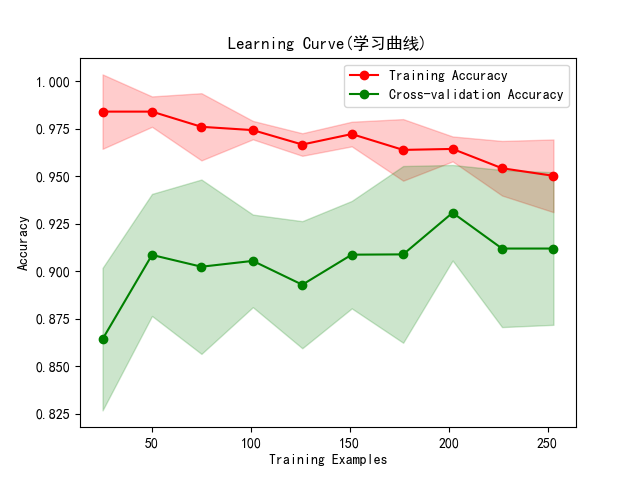 Learning Curve(学习曲线)
Training Accuracy
Cross-validation Accuracy
1.000
0.975
0.950
0.925
0.900
0.875
0.850
0.825
Accuracy
50
100
150
200
250
Training Examples